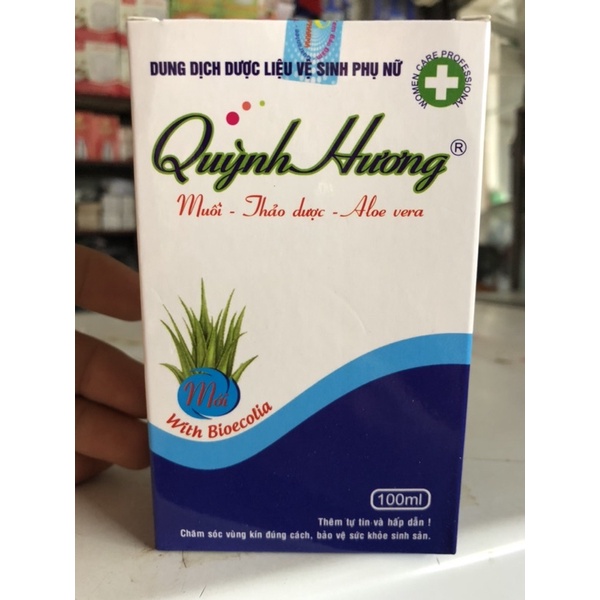 DUNG DỊCH DƯỢC LIỆU VỆ SINH PHỤ NỮ
WOMEN CARE PROFESSIONAL
Quỳnh Hương®
Muối - Thảo dược - Aloe vera
Mới
With Bioecolia
100ml
Thêm tự tin và hấp dẫn !
Chăm sóc vùng kín đúng cách, bảo vệ sức khỏe sinh sản.